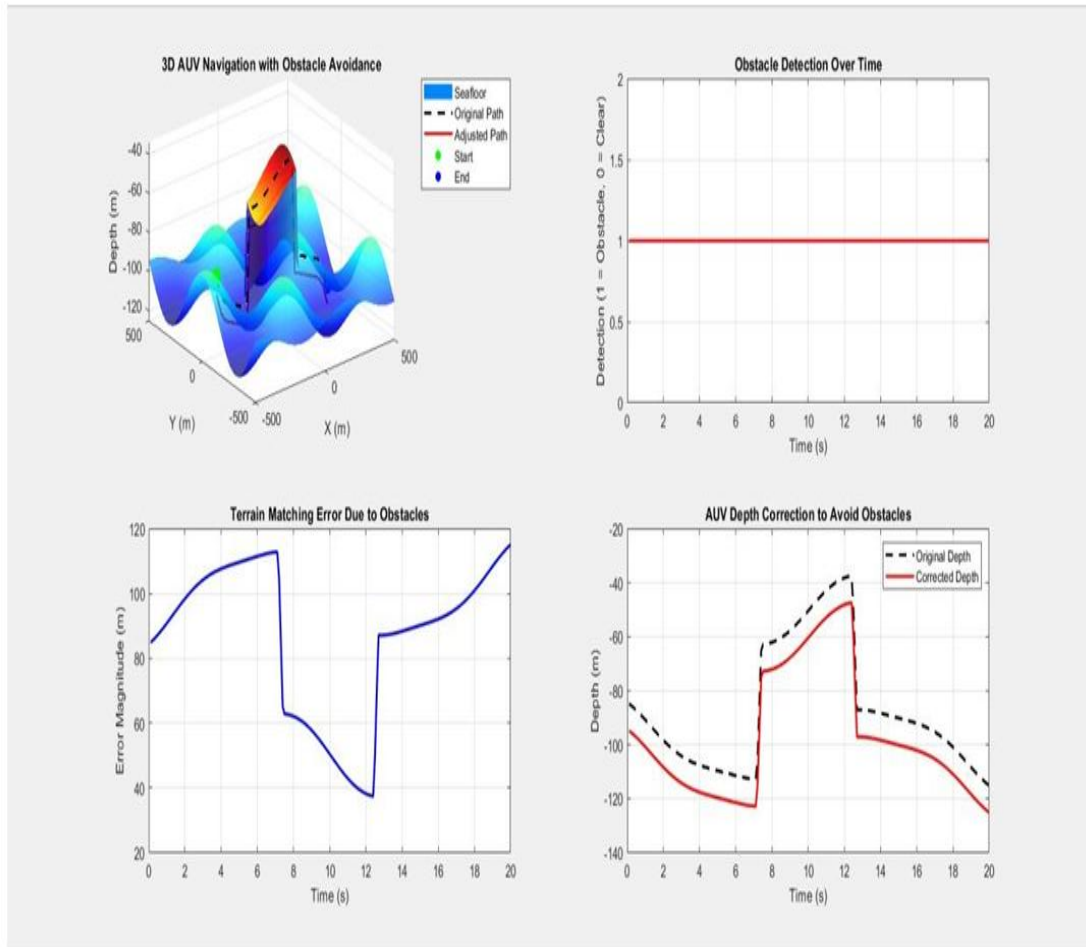 3D AUV Navigation with Obstacle Avoidance
Seafloor
Original Path
Adjusted Path
Start
End
Depth (m)
-40
-60
-80
-100
-120
500
0
-500
Y (m)
-500
0
500
X (m)
Obstacle Detection Over Time
Detection (1 = Obstacle, 0 = Clear)
2
1.5
1
0.5
0
0 2 4 6 8 10 12 14 16 18 20
Time (s)
Terrain Matching Error Due to Obstacles
Error Magnitude (m)
120
100
80
60
40
20
0 2 4 6 8 10 12 14 16 18 20
Time (s)
AUV Depth Correction to Avoid Obstacles
Original Depth
Corrected Depth
Depth (m)
-20
-40
-60
-80
-100
-120
-140
0 2 4 6 8 10 12 14 16 18 20
Time (s)